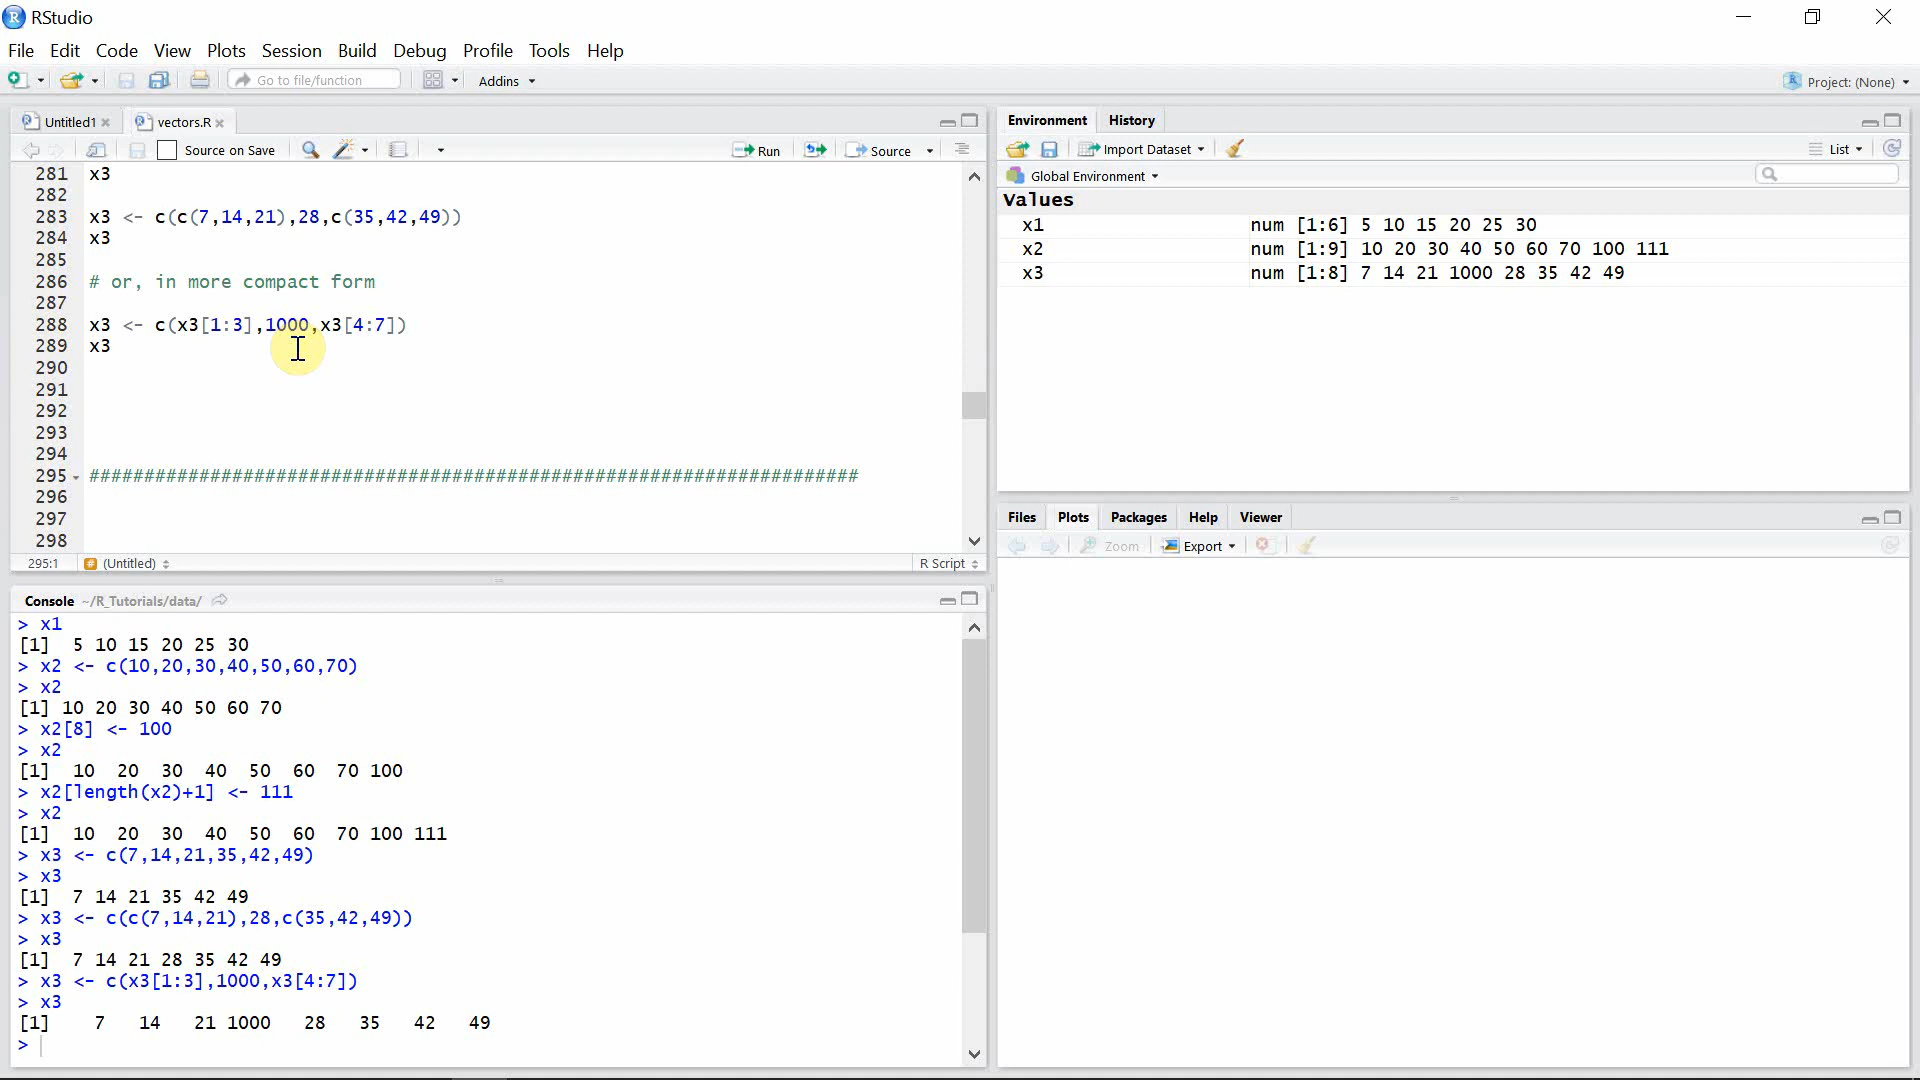 RStudio
File Edit Code View Plots Session Build Debug Profile Tools Help
Go to file/function Addins Project: (None)
Untitled1 vectors.R
Source on Save Run Source
281 x3
282
283 x3 <- c(c(7,14,21),28,c(35,42,49))
284 x3
285
286 # or, in more compact form
287
288 x3 <- c(x3[1:3],1000,x3[4:7])
289 x3
290
291
292
293
294
295 #######################################################################
296
297
298
295:1 (Untitled) R Script
Console ~/R_Tutorials/data/
> x1
[1]  5 10 15 20 25 30
> x2 <- c(10,20,30,40,50,60,70)
> x2
[1] 10 20 30 40 50 60 70
> x2[8] <- 100
> x2
[1]  10  20  30  40  50  60  70 100
> x2[length(x2)+1] <- 111
> x2
[1]  10  20  30  40  50  60  70 100 111
> x3 <- c(7,14,21,35,42,49)
> x3
[1]  7 14 21 35 42 49
> x3 <- c(c(7,14,21),28,c(35,42,49))
> x3
[1]  7 14 21 28 35 42 49
> x3 <- c(x3[1:3],1000,x3[4:7])
> x3
[1]    7   14   21 1000   28   35   42   49
>
Environment History
Import Dataset List
Global Environment
Values
x1 num [1:6] 5 10 15 20 25 30
x2 num [1:9] 10 20 30 40 50 60 70 100 111
x3 num [1:8] 7 14 21 1000 28 35 42 49
Files Plots Packages Help Viewer
Zoom Export